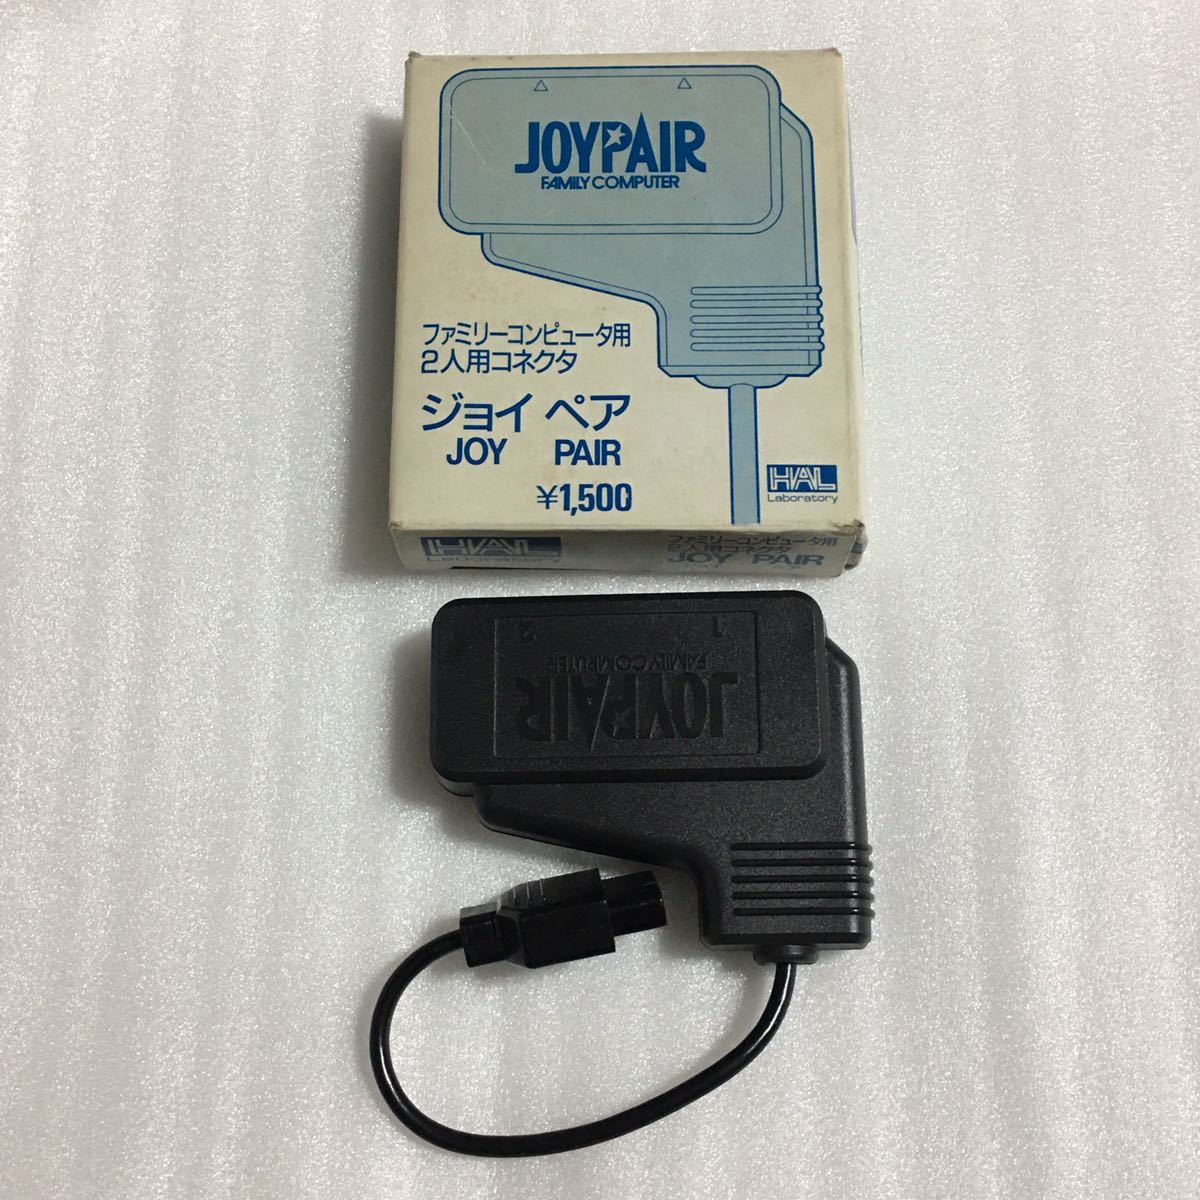 JOYPAIR
FAMILY COMPUTER
ファミリーコンピュータ用
2人用コネクタ
ジョイ ペア
JOY PAIR
¥1,500
HAL
Laboratory
HAL
Laboratory
ファミリーコンピュータ用
2人用コネクタ
JOY PAIR
JOYPAIR
FAMILY COMPUTER
1 2